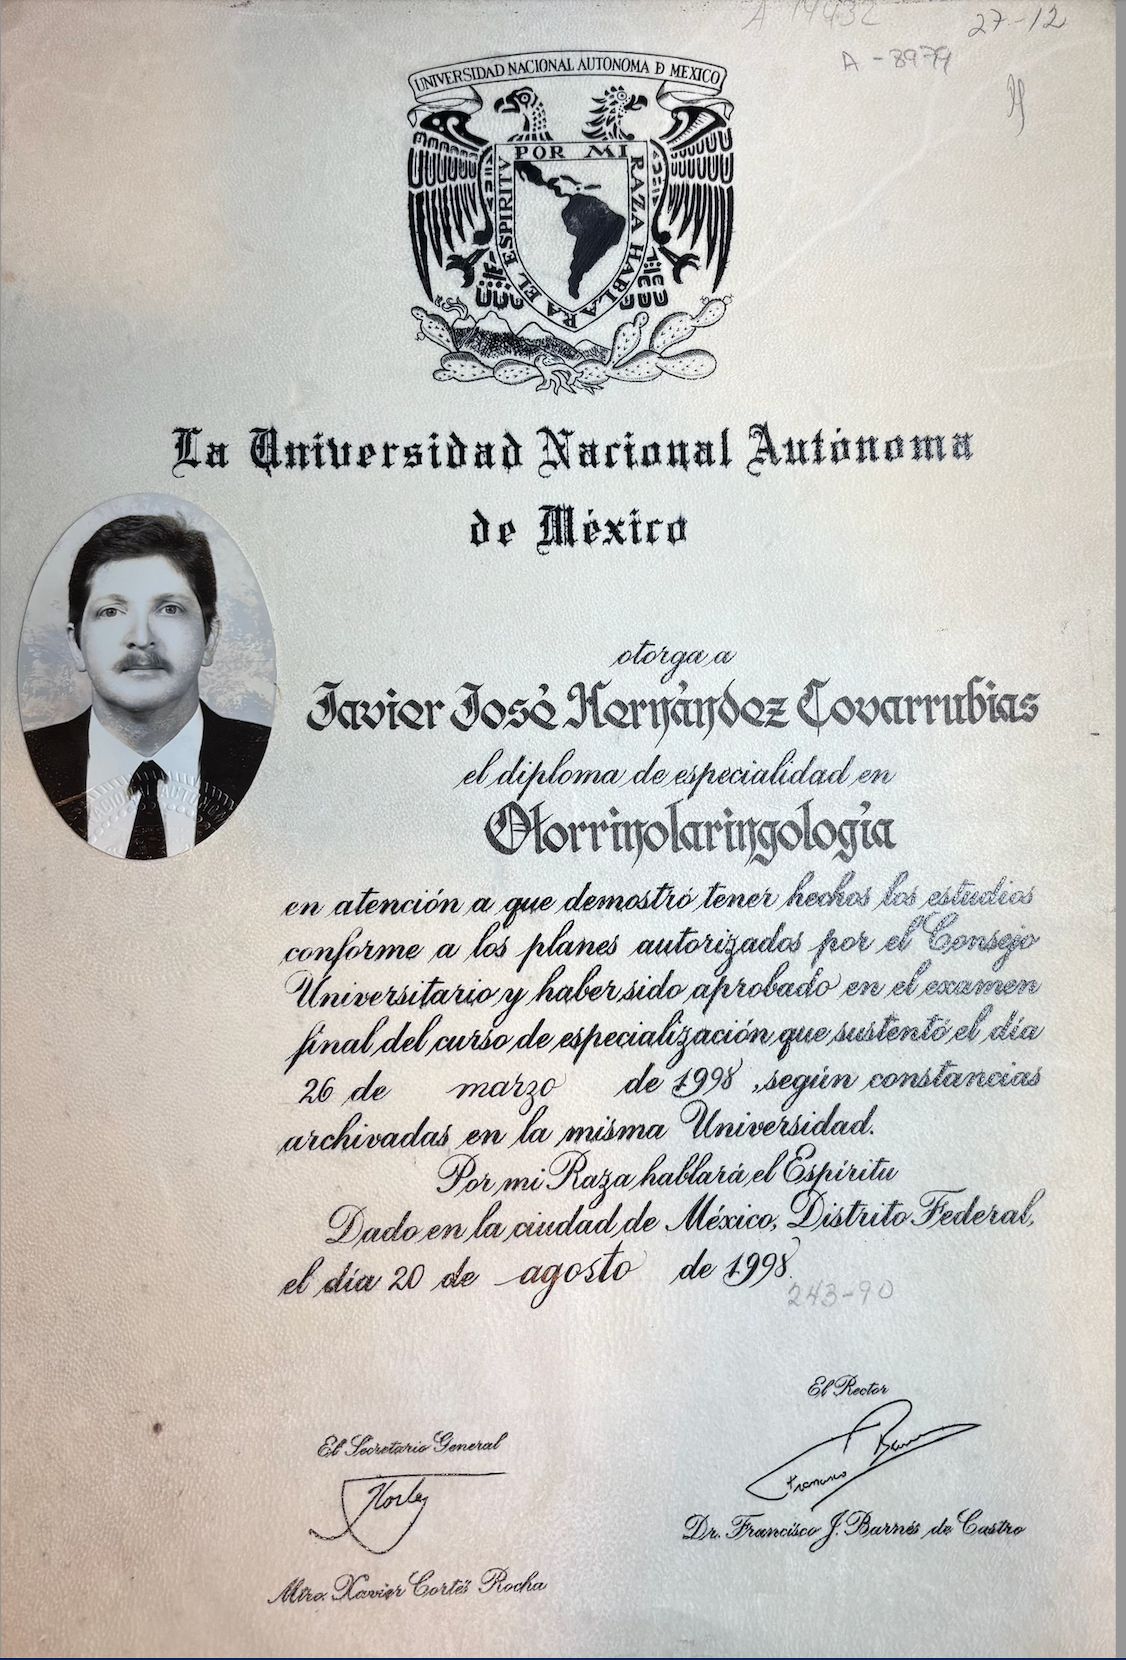 27-12
A-8979
UNIVERSIDAD NACIONAL AUTONOMA D MEXICO
POR MI RAZA HABLARA EL ESPIRITV
La Universidad Nacional Autónoma
de México
otorga a
Javier José Hernández Covarrubias
el diploma de especialidad en
Otorrinolaringología
en atención a que demostró tener hechos los estudios
conforme a los planes autorizados por el Consejo
Universitario y haber sido aprobado en el examen
final del curso de especialización que sustentó el día
26 de marzo de 1998, según constancias
archivadas en la misma Universidad.
Por mi Raza hablará el Espíritu
Dado en la ciudad de México, Distrito Federal,
el día 20 de agosto de 1998.
243-90
El Rector
Dr. Francisco J. Barnés de Castro
El Secretario General
Mtro. Xavier Cortés Rocha